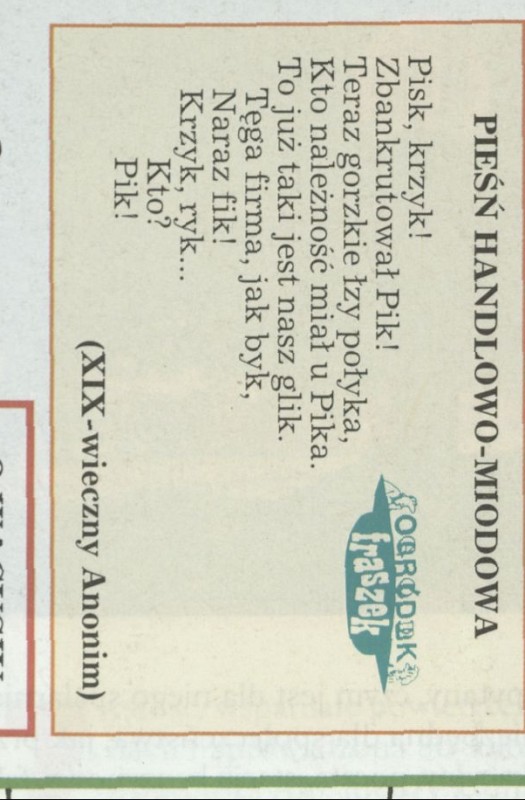 PIEŚŃ HANDLOWO-MIODOWA
Pisk, krzyk!
Zbankrutował Pik!
Teraz gorzkie łzy połyka,
Kto należność miał u Pika.
To już taki jest nasz glik.
Tęga firma, jak byk,
Naraz fik!
Krzyk, ryk...
Kto?
Pik!
(XIX-wieczny Anonim)
OGRÓDEK
fraszek